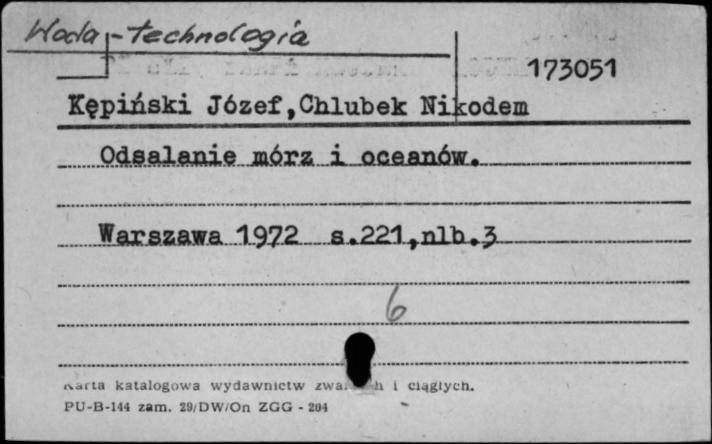 Woda - technologia
173051
Kępiński Józef,Chlubek Nikodem
Odsalanie mórz i oceanów.
Warszawa 1972 s.221,nlb.3
6
Karta katalogowa wydawnictw i ciągłych.
PU-B-144 zam. 29/DW/On ZGG - 204